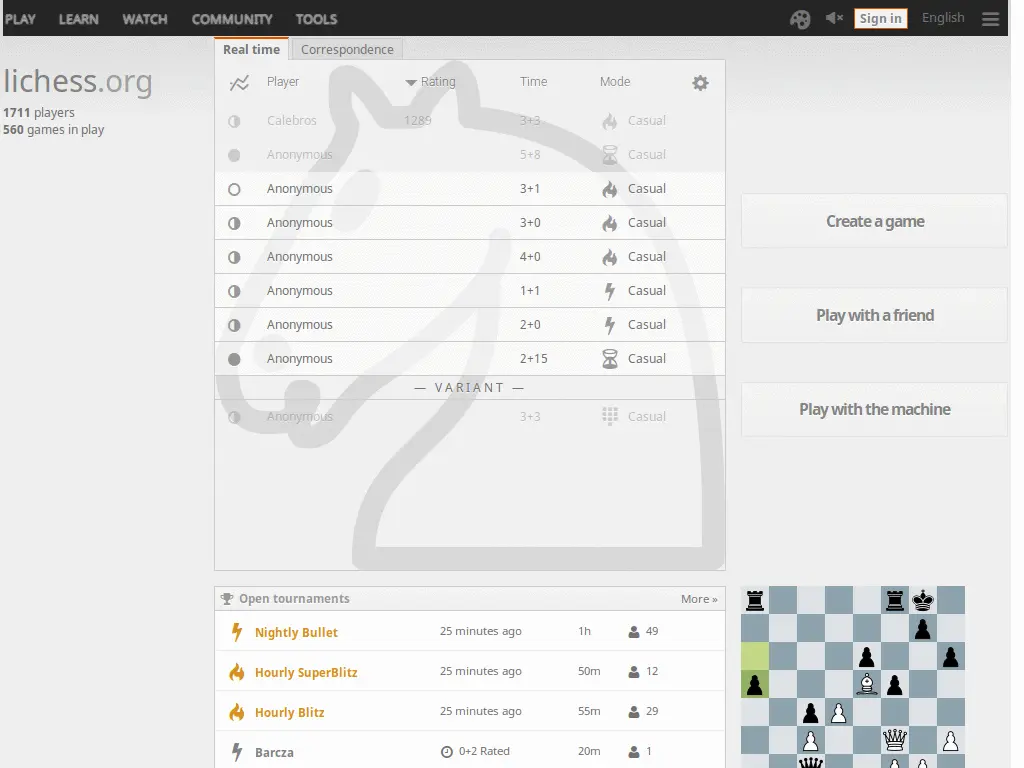 PLAY LEARN WATCH COMMUNITY TOOLS Sign in English
Real time Correspondence
lichess.org
1711 players
560 games in play
Player Rating Time Mode
Calebros 1289 3+3 Casual
Anonymous 5+8 Casual
Anonymous 3+1 Casual
Anonymous 3+0 Casual
Anonymous 4+0 Casual
Anonymous 1+1 Casual
Anonymous 2+0 Casual
Anonymous 2+15 Casual
— VARIANT —
Anonymous 3+3 Casual
Create a game
Play with a friend
Play with the machine
Open tournaments More »
Nightly Bullet 25 minutes ago 1h 49
Hourly SuperBlitz 25 minutes ago 50m 12
Hourly Blitz 25 minutes ago 55m 29
Barcza 0+2 Rated 20m 1